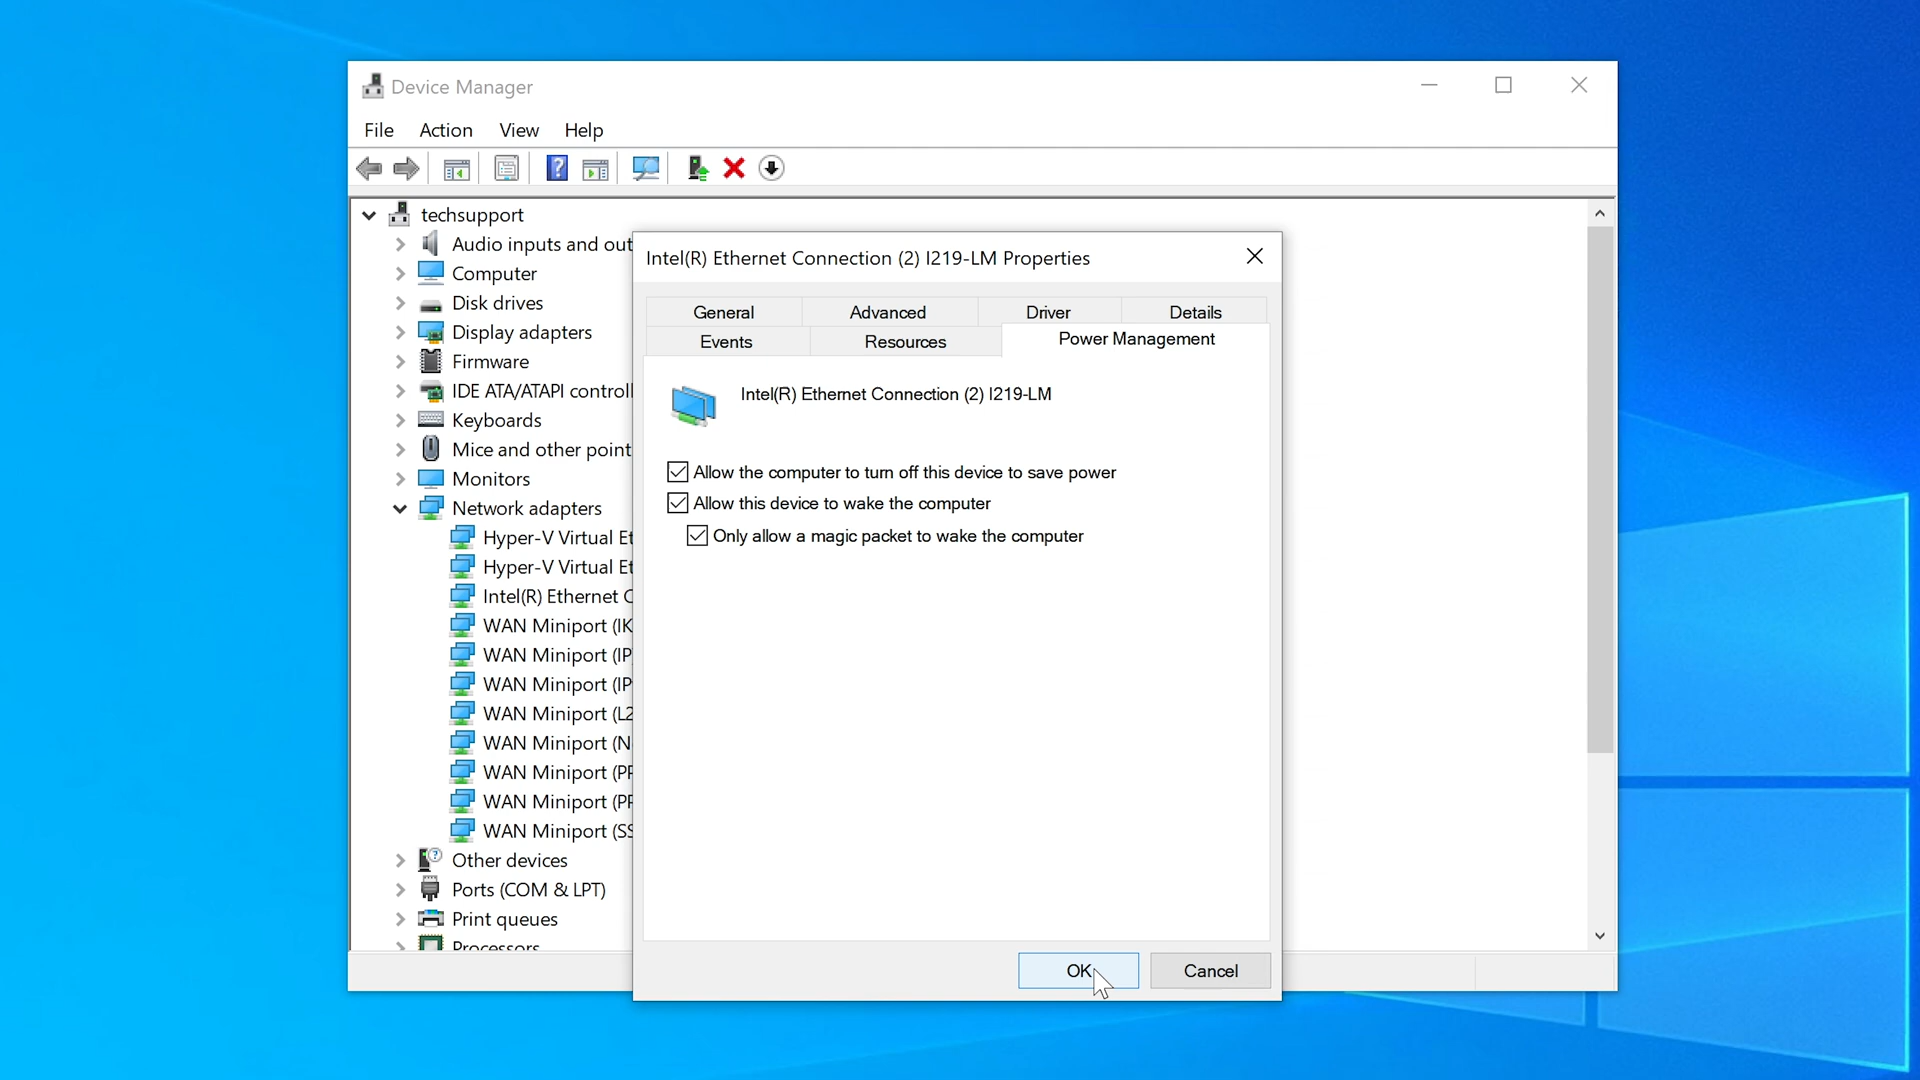 Device Manager
File Action View Help
techsupport
Audio inputs and out
Computer
Disk drives
Display adapters
Firmware
IDE ATA/ATAPI controll
Keyboards
Mice and other point
Monitors
Network adapters
Hyper-V Virtual Et
Hyper-V Virtual Et
Intel(R) Ethernet C
WAN Miniport (IK
WAN Miniport (IP
WAN Miniport (IP
WAN Miniport (L2
WAN Miniport (N
WAN Miniport (PP
WAN Miniport (PP
WAN Miniport (SS
Other devices
Ports (COM & LPT)
Print queues
Processors
Intel(R) Ethernet Connection (2) I219-LM Properties
General Advanced Driver Details
Events Resources Power Management
Intel(R) Ethernet Connection (2) I219-LM
Allow the computer to turn off this device to save power
Allow this device to wake the computer
Only allow a magic packet to wake the computer
OK Cancel